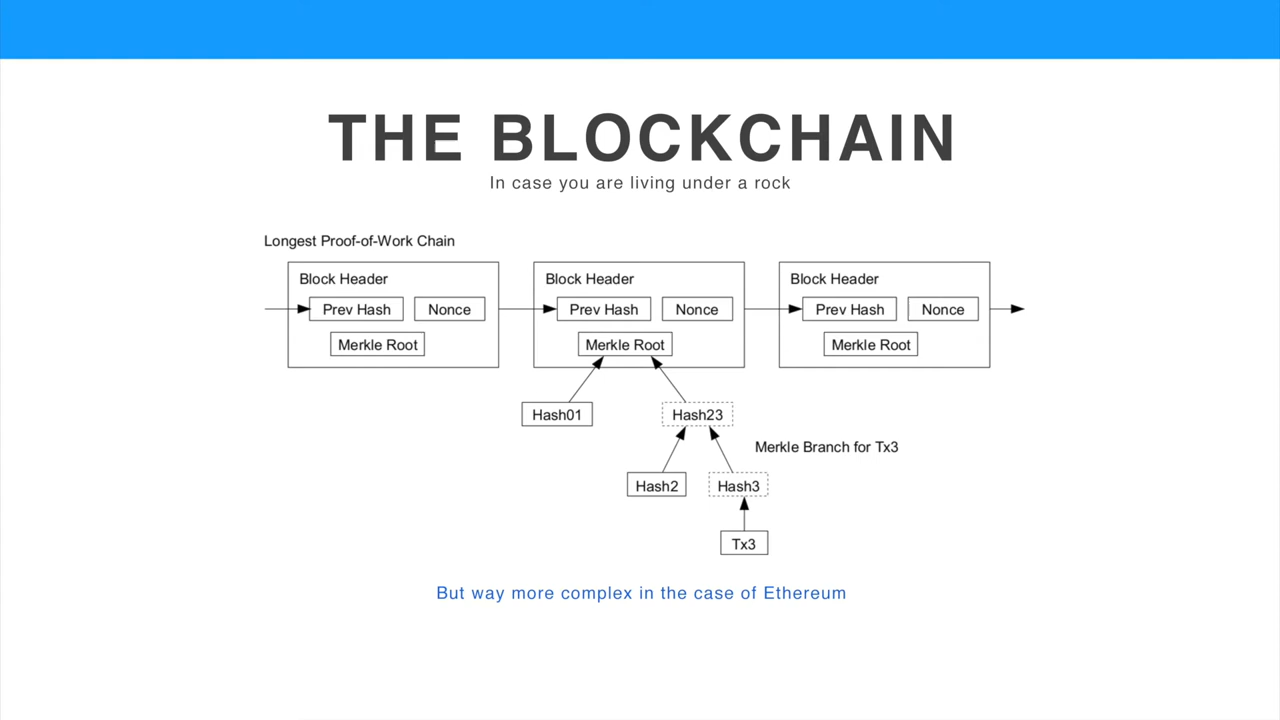 THE BLOCKCHAIN
In case you are living under a rock
Longest Proof-of-Work Chain
Block Header
Block Header
Block Header
Prev Hash
Nonce
Prev Hash
Nonce
Prev Hash
Nonce
Merkle Root
Merkle Root
Merkle Root
Hash01
Hash23
Merkle Branch for Tx3
Hash2
Hash3
Tx3
But way more complex in the case of Ethereum